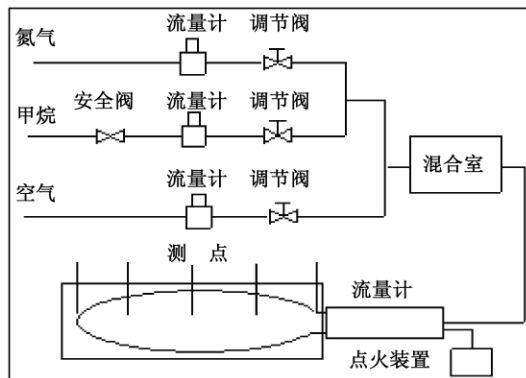 氮气 流量计 调节阀
甲烷 安全阀 流量计 调节阀
混合室
空气 流量计 调节阀
测 点
流量计
点火装置